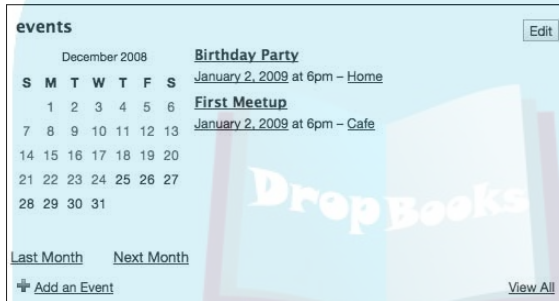 events
Edit
December 2008
S M T W T F S
1 2 3 4 5 6
7 8 9 10 11 12 13
14 15 16 17 18 19 20
21 22 23 24 25 26 27
28 29 30 31
Last Month Next Month
Birthday Party
January 2, 2009 at 6pm – Home
First Meetup
January 2, 2009 at 6pm – Cafe
Drop Books
Add an Event
View All